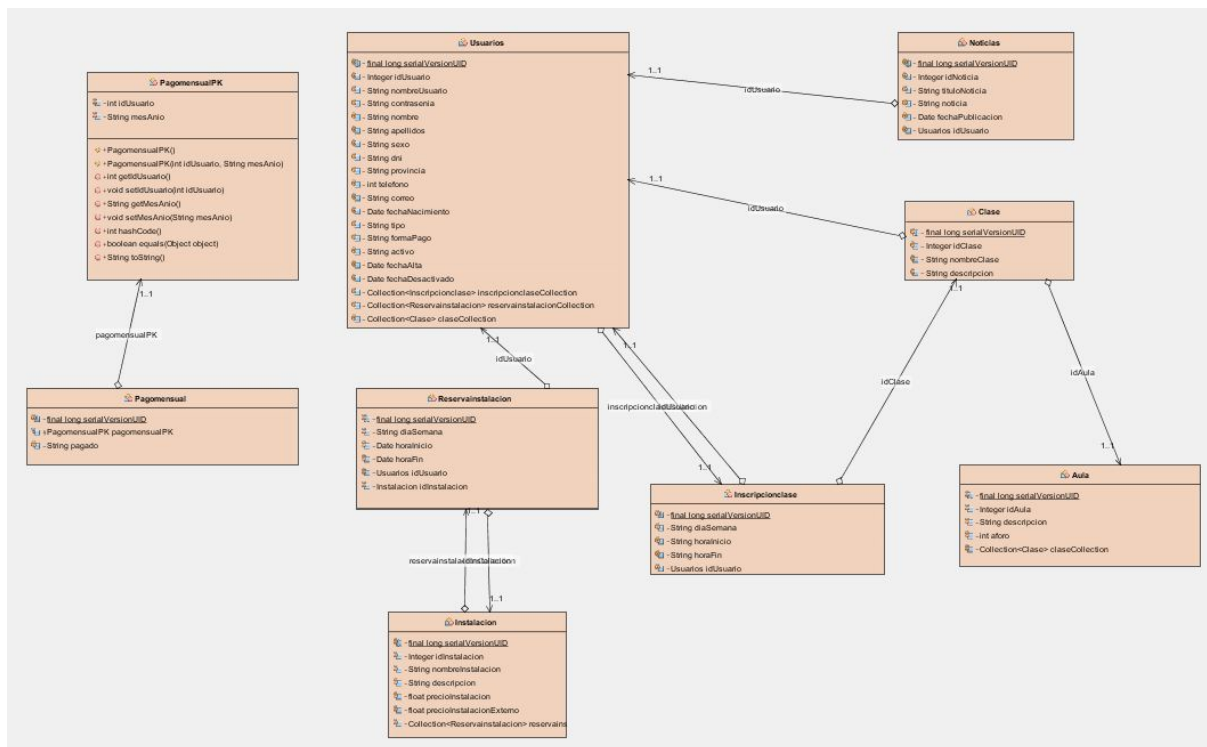 PagomensualPK
- int idUsuario
- String mesAnio
+ PagomensualPK()
+ PagomensualPK(int idUsuario, String mesAnio)
+ int getIdUsuario()
+ void setIdUsuario(int idUsuario)
+ String getMesAnio()
+ void setMesAnio(String mesAnio)
+ int hashCode()
+ boolean equals(Object object)
+ String toString()
1..1
pagomensualPK
Pagomensual
- final long serialVersionUID
+ PagomensualPK pagomensualPK
- String pagado
Usuarios
- final long serialVersionUID
- Integer idUsuario
- String nombreUsuario
- String contrasenia
- String nombre
- String apellidos
- String sexo
- String dni
- String provincia
- int telefono
- String correo
- Date fechaNacimiento
- String tipo
- String formaPago
- String activo
- Date fechaAlta
- Date fechaDesactivado
- Collection<Inscripcionclase> inscripcionclaseCollection
- Collection<Reservainstalacion> reservainstalacionCollection
- Collection<Clase> claseCollection
1..1
idUsuario
Noticias
- final long serialVersionUID
- Integer idNoticia
- String tituloNoticia
- String noticia
- Date fechaPublicacion
- Usuarios idUsuario
1..1
idUsuario
Clase
- final long serialVersionUID
- Integer idClase
- String nombreClase
- String descripcion
1..1
idUsuario
Reservainstalacion
- final long serialVersionUID
- String diaSemana
- Date horaInicio
- Date horaFin
- Usuarios idUsuario
- Instalacion idInstalacion
1..1
1..1
1..1
idClase
1..1
idAula
1..1
Inscripcionclase
- final long serialVersionUID
- String diaSemana
- String horaInicio
- String horaFin
- Usuarios idUsuario
Aula
- final long serialVersionUID
- Integer idAula
- String descripcion
- int aforo
- Collection<Clase> claseCollection
1..1
1..1
Instalacion
- final long serialVersionUID
- Integer idInstalacion
- String nombreInstalacion
- String descripcion
- float precioInstalacion
- float precioInstalacionExterno
- Collection<Reservainstalacion> reservains